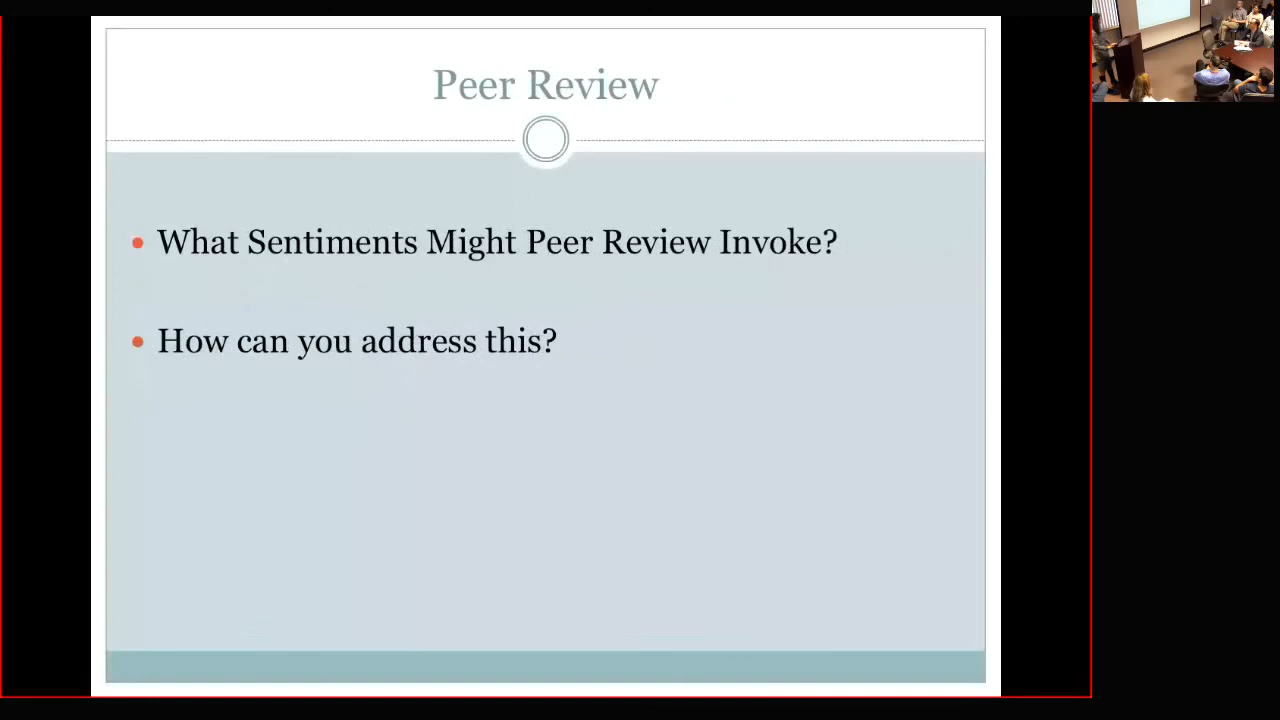 Peer Review
What Sentiments Might Peer Review Invoke?
How can you address this?